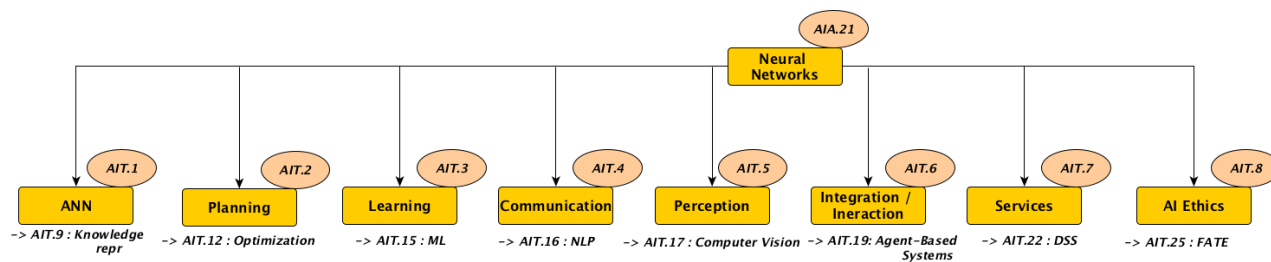 AIA.21
Neural
Networks
AIT.1
AIT.2
AIT.3
AIT.4
AIT.5
AIT.6
AIT.7
AIT.8
ANN
Planning
Learning
Communication
Perception
Integration /
Ineraction
Services
AI Ethics
-> AIT.9 : Knowledge
repr
-> AIT.12 : Optimization
-> AIT.15 : ML
-> AIT.16 : NLP
-> AIT.17 : Computer Vision
-> AIT.19: Agent-Based
Systems
-> AIT.22 : DSS
-> AIT.25 : FATE